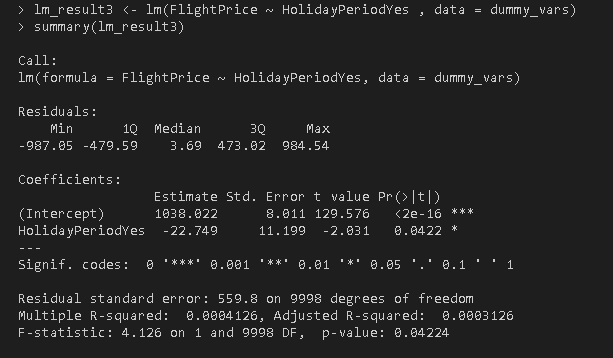 > lm_result3 <- lm(FlightPrice ~ HolidayPeriodYes , data = dummy_vars)
> summary(lm_result3)
Call:
lm(formula = FlightPrice ~ HolidayPeriodYes, data = dummy_vars)
Residuals:
    Min      1Q  Median      3Q     Max
-987.05 -479.59    3.69  473.02  984.54
Coefficients:
                 Estimate Std. Error t value Pr(>|t|)
(Intercept)      1038.022      8.011 129.576   <2e-16 ***
HolidayPeriodYes  -22.749     11.199  -2.031   0.0422 *
---
Signif. codes:  0 '***' 0.001 '**' 0.01 '*' 0.05 '.' 0.1 ' ' 1
Residual standard error: 559.8 on 9998 degrees of freedom
Multiple R-squared:  0.0004126, Adjusted R-squared:  0.0003126
F-statistic: 4.126 on 1 and 9998 DF,  p-value: 0.04224